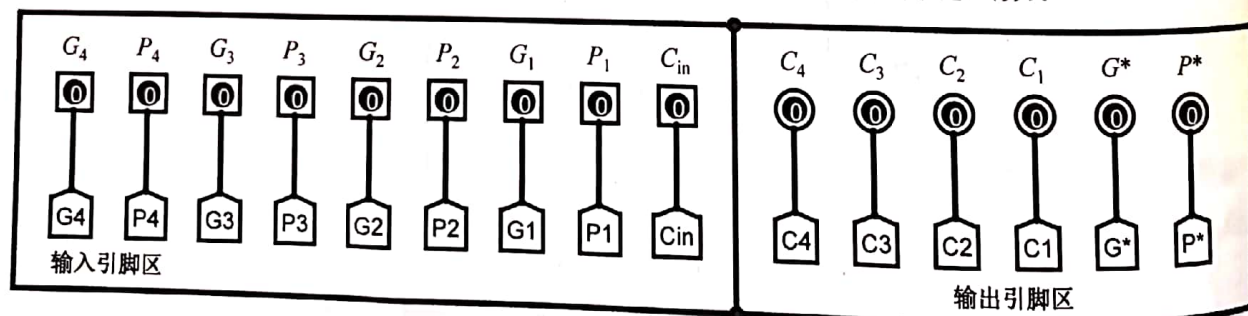 G₄ P₄ G₃ P₃ G₂ P₂ G₁ P₁ Cᵢₙ C₄ C₃ C₂ C₁ G* P*
0 0 0 0 0 0 0 0 0 0 0 0 0 0 0
G4 P4 G3 P3 G2 P2 G1 P1 Cin C4 C3 C2 C1 G* P*
输入引脚区
输出引脚区